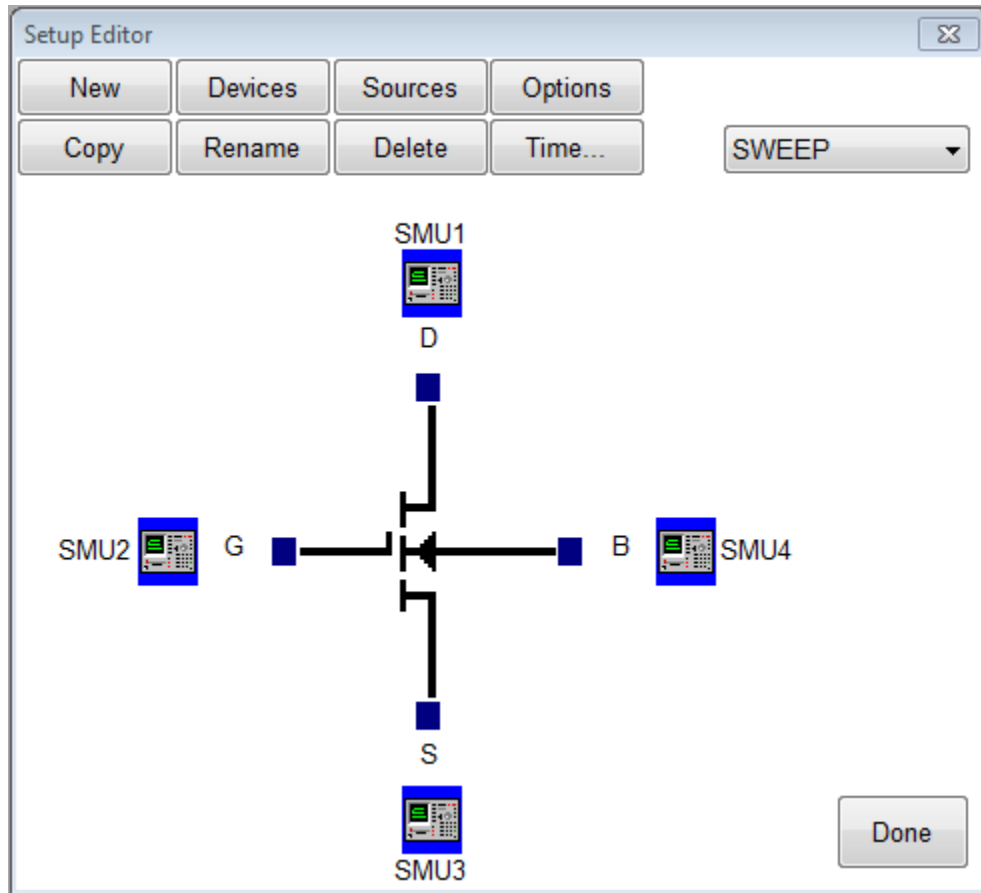 Setup Editor
New Devices Sources Options
Copy Rename Delete Time...
SWEEP
SMU1
D
SMU2 G B SMU4
S
SMU3
Done